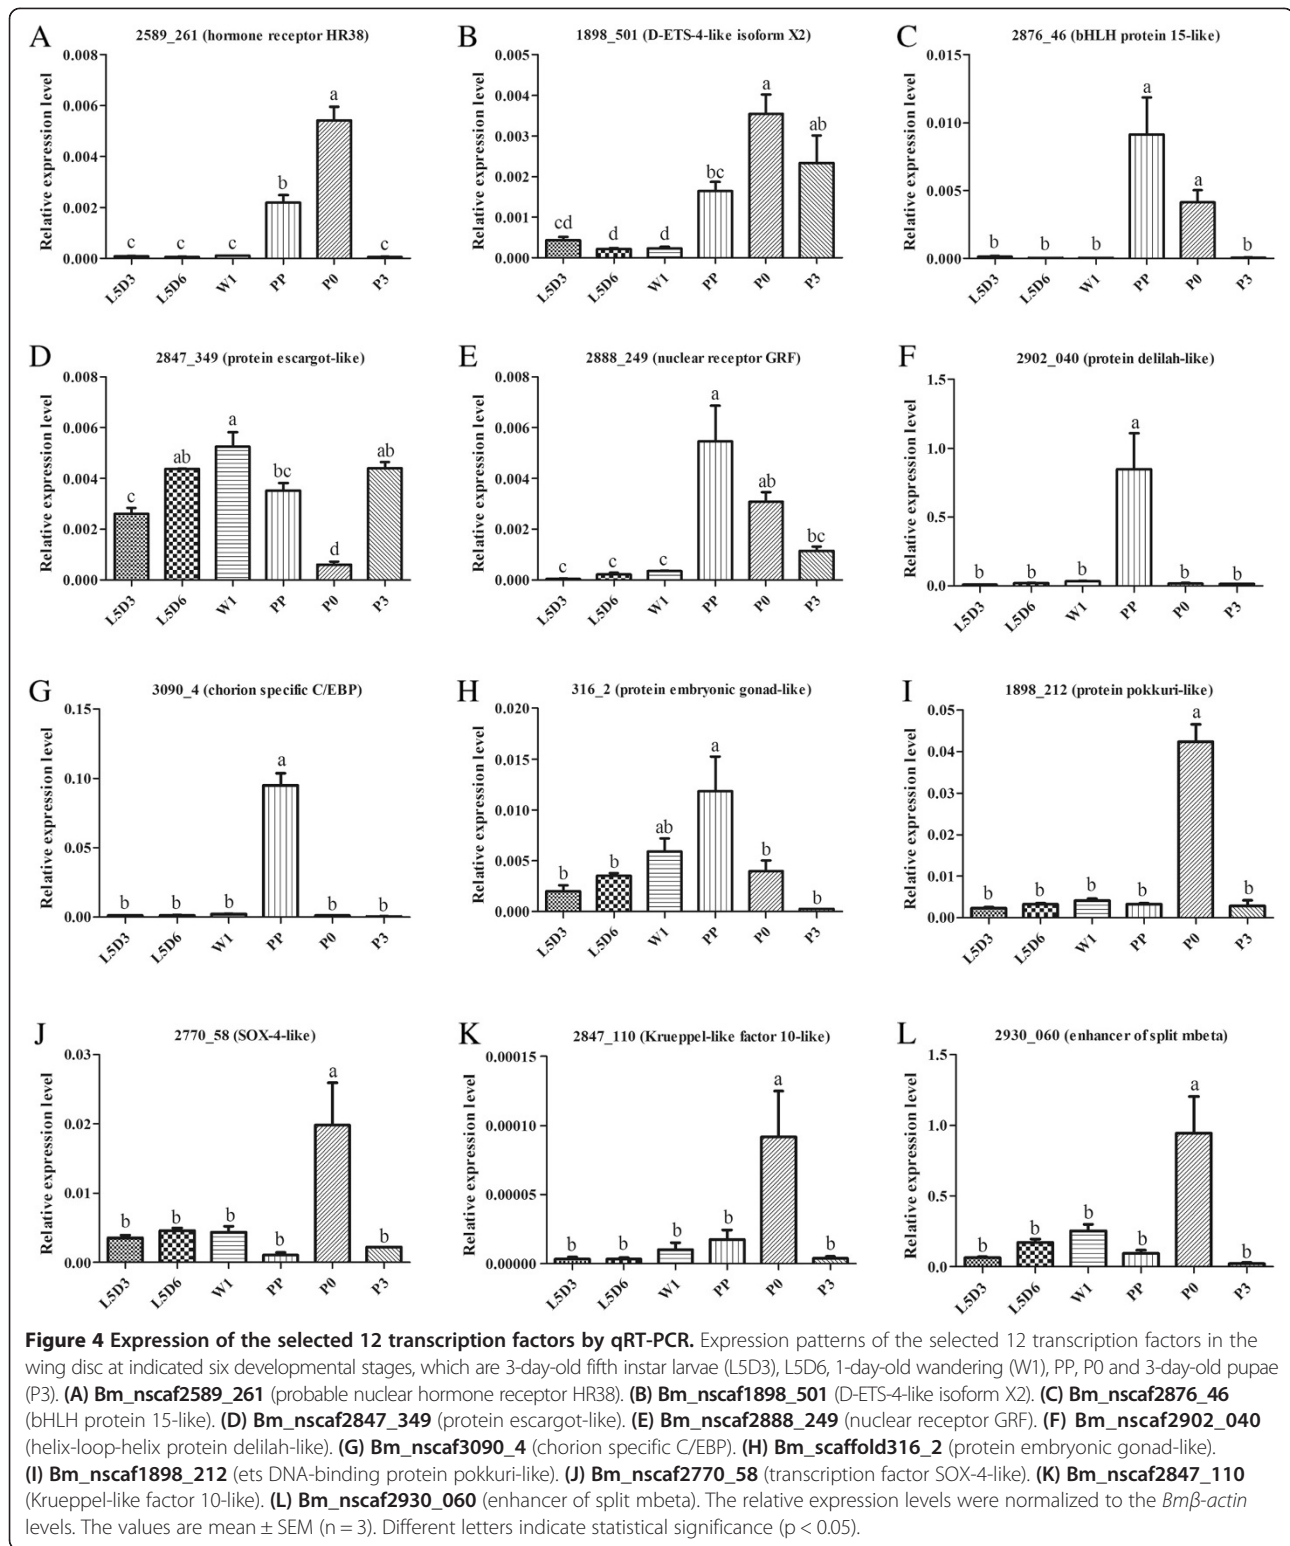 A
2589_261 (hormone receptor HR38)
Relative expression level
0.008
0.006
0.004
0.002
0.000
c c c b a c
L5D3 L5D6 W1 PP P0 P3
B
1898_501 (D-ETS-4-like isoform X2)
Relative expression level
0.005
0.004
0.003
0.002
0.001
0.000
cd d d bc a ab
L5D3 L5D6 W1 PP P0 P3
C
2876_46 (bHLH protein 15-like)
Relative expression level
0.015
0.010
0.005
0.000
b b b a a b
L5D3 L5D6 W1 PP P0 P3
D
2847_349 (protein escargot-like)
Relative expression level
0.008
0.006
0.004
0.002
0.000
c ab a bc d ab
L5D3 L5D6 W1 PP P0 P3
E
2888_249 (nuclear receptor GRF)
Relative expression level
0.008
0.006
0.004
0.002
0.000
c c c a ab bc
L5D3 L5D6 W1 PP P0 P3
F
2902_040 (protein delilah-like)
Relative expression level
1.5
1.0
0.5
0.0
b b b a b b
L5D3 L5D6 W1 PP P0 P3
G
3090_4 (chorion specific C/EBP)
Relative expression level
0.15
0.10
0.05
0.00
b b b a b b
L5D3 L5D6 W1 PP P0 P3
H
316_2 (protein embryonic gonad-like)
Relative expression level
0.020
0.015
0.010
0.005
0.000
b b ab a b b
L5D3 L5D6 W1 PP P0 P3
I
1898_212 (protein pokkuri-like)
Relative expression level
0.05
0.04
0.03
0.02
0.01
0.00
b b b b a b
L5D3 L5D6 W1 PP P0 P3
J
2770_58 (SOX-4-like)
Relative expression level
0.03
0.02
0.01
0.00
b b b b a b
L5D3 L5D6 W1 PP P0 P3
K
2847_110 (Krueppel-like factor 10-like)
Relative expression level
0.00015
0.00010
0.00005
0.00000
b b b b a b
L5D3 L5D6 W1 PP P0 P3
L
2930_060 (enhancer of split mbeta)
Relative expression level
1.5
1.0
0.5
0.0
b b b b a b
L5D3 L5D6 W1 PP P0 P3
Figure 4 Expression of the selected 12 transcription factors by qRT-PCR. Expression patterns of the selected 12 transcription factors in the
wing disc at indicated six developmental stages, which are 3-day-old fifth instar larvae (L5D3), L5D6, 1-day-old wandering (W1), PP, P0 and 3-day-old pupae
(P3). (A) Bm_nscaf2589_261 (probable nuclear hormone receptor HR38). (B) Bm_nscaf1898_501 (D-ETS-4-like isoform X2). (C) Bm_nscaf2876_46
(bHLH protein 15-like). (D) Bm_nscaf2847_349 (protein escargot-like). (E) Bm_nscaf2888_249 (nuclear receptor GRF). (F) Bm_nscaf2902_040
(helix-loop-helix protein delilah-like). (G) Bm_nscaf3090_4 (chorion specific C/EBP). (H) Bm_scaffold316_2 (protein embryonic gonad-like).
(I) Bm_nscaf1898_212 (ets DNA-binding protein pokkuri-like). (J) Bm_nscaf2770_58 (transcription factor SOX-4-like). (K) Bm_nscaf2847_110
(Krueppel-like factor 10-like). (L) Bm_nscaf2930_060 (enhancer of split mbeta). The relative expression levels were normalized to the Bmβ-actin
levels. The values are mean ± SEM (n = 3). Different letters indicate statistical significance (p < 0.05).